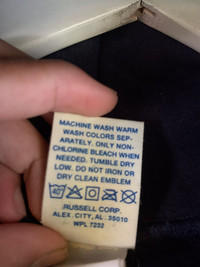 MACHINE WASH WARM
WASH COLORS SEP-
ARATELY. ONLY NON-
CHLORINE BLEACH WHEN
NEEDED. TUMBLE DRY
LOW. DO NOT IRON OR
DRY CLEAN EMBLEM
RUSSELL CORP.
ALEX. CITY, AL. 35010
WPL 7232